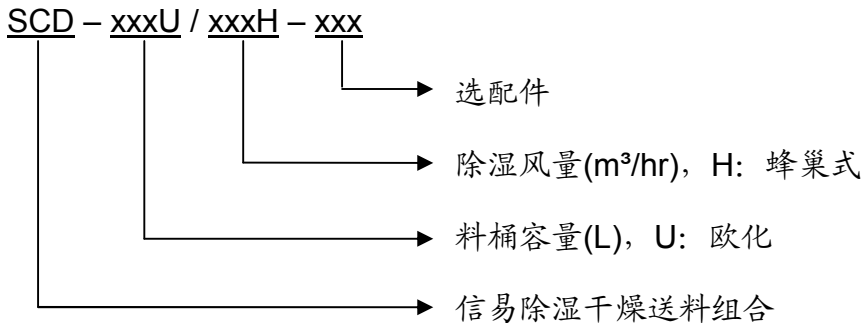 SCD – xxxU / xxxH – xxx
选配件
除湿风量(m³/hr)，H: 蜂巢式
料桶容量(L)，U: 欧化
信易除湿干燥送料组合